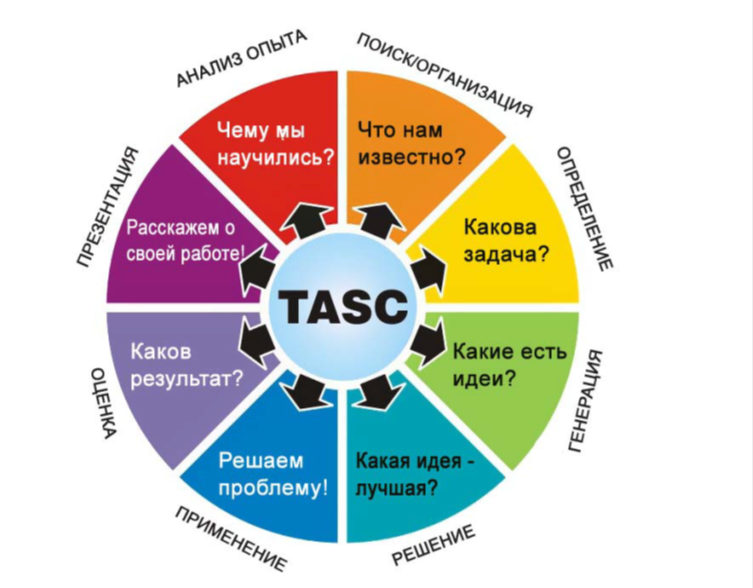 АНАЛИЗ ОПЫТА
ПОИСК/ОРГАНИЗАЦИЯ
Чему мы
научились?
Что нам
известно?
ПРЕЗЕНТАЦИЯ
ОПРЕДЕЛЕНИЕ
Расскажем о
своей работе!
Какова
задача?
TASC
Каков
результат?
Какие есть
идеи?
ОЦЕНКА
ГЕНЕРАЦИЯ
Решаем
проблему!
Какая идея -
лучшая?
ПРИМЕНЕНИЕ
РЕШЕНИЕ